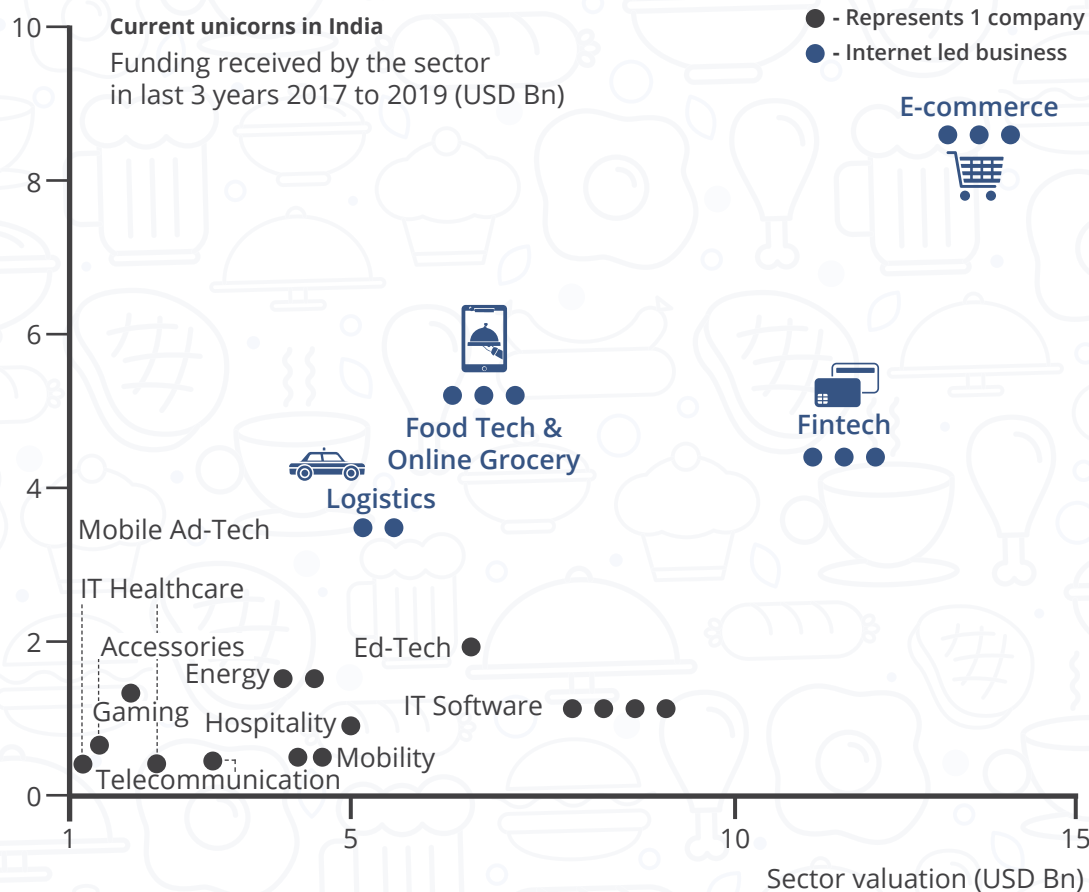 Current unicorns in India
Funding received by the sector
in last 3 years 2017 to 2019 (USD Bn)
- Represents 1 company
- Internet led business
10
8
6
4
2
0
E-commerce
Food Tech &
Online Grocery
Fintech
Logistics
Mobile Ad-Tech
IT Healthcare
Accessories
Ed-Tech
Energy
IT Software
Gaming
Hospitality
Mobility
Telecommunication
1
5
10
15
Sector valuation (USD Bn)